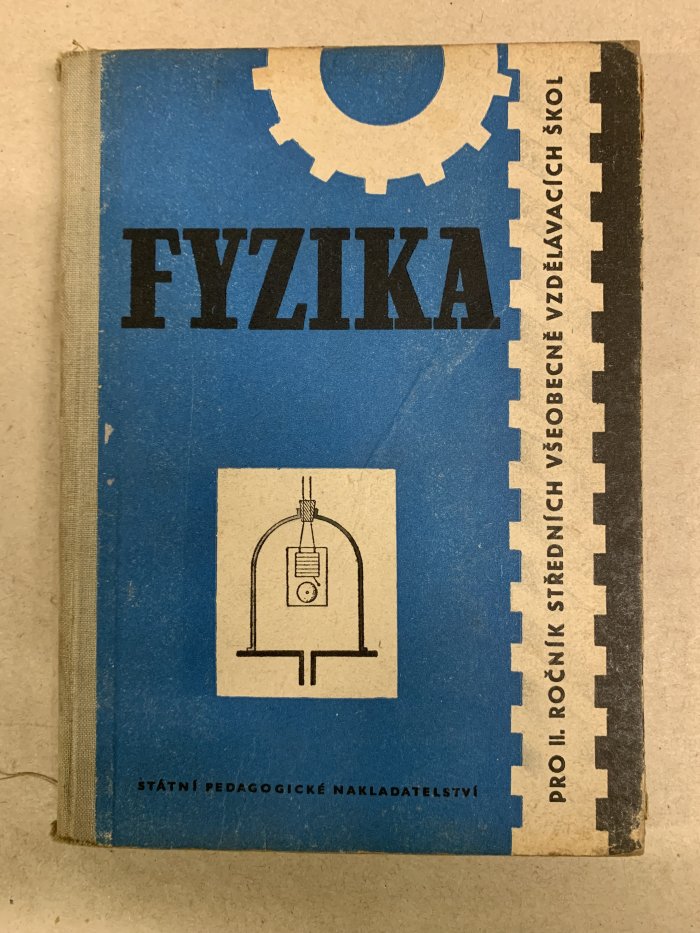 FYZIKA
PRO II. ROČNÍK STŘEDNÍCH VŠEOBECNĚ VZDĚLÁVACÍCH ŠKOL
STÁTNÍ PEDAGOGICKÉ NAKLADATELSTVÍ